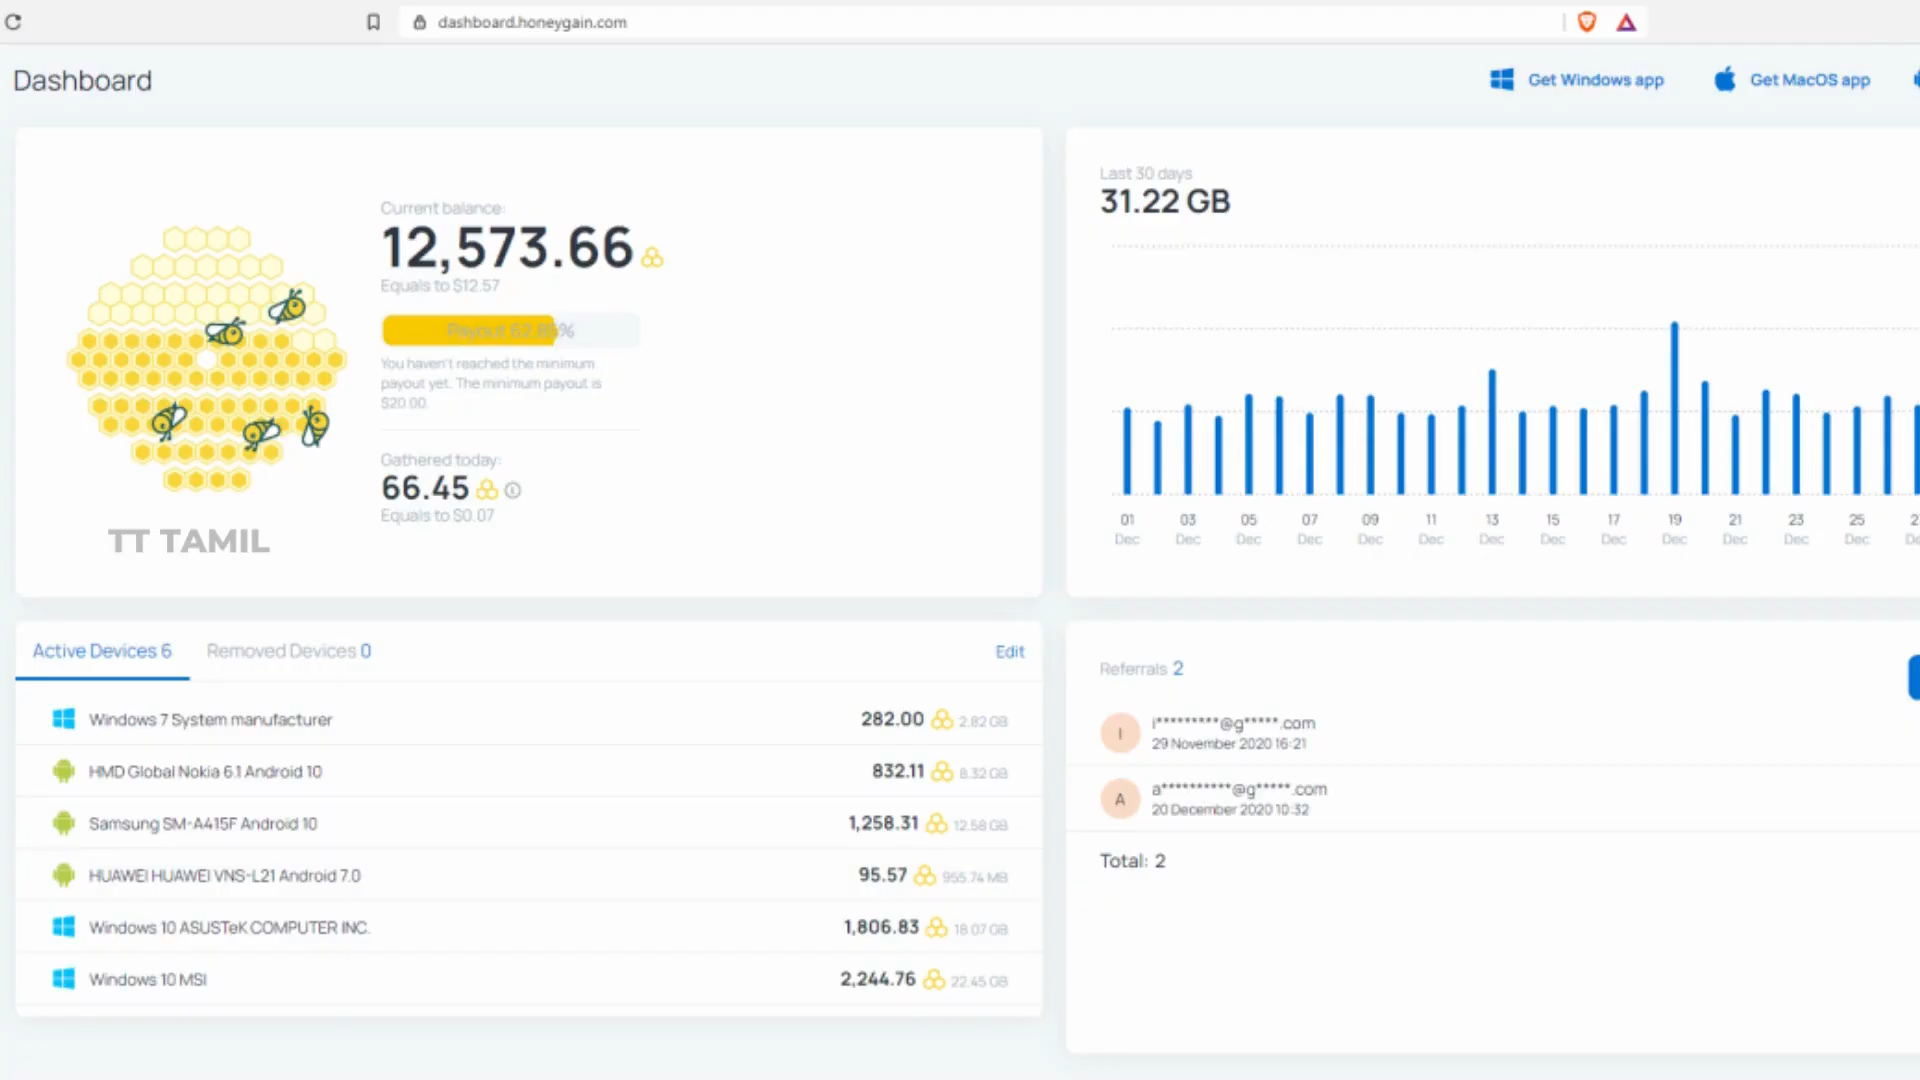 dashboard.honeygain.com
Dashboard
Get Windows app
Get MacOS app
Current balance:
12,573.66
Equals to $12.57
Payout 62.85%
You haven't reached the minimum
payout yet. The minimum payout is
$20.00.
Gathered today:
66.45
Equals to $0.07
TT TAMIL
Last 30 days
31.22 GB
01 03 05 07 09 11 13 15 17 19 21 23 25
Dec Dec Dec Dec Dec Dec Dec Dec Dec Dec Dec Dec Dec
Active Devices 6
Removed Devices 0
Edit
Windows 7 System manufacturer 282.00 2.82 GB
HMD Global Nokia 6.1 Android 10 832.11 8.32 GB
Samsung SM-A415F Android 10 1,258.31 12.58 GB
HUAWEI HUAWEI VNS-L21 Android 7.0 95.57 955.74 MB
Windows 10 ASUSTeK COMPUTER INC. 1,806.83 18.07 GB
Windows 10 MSI 2,244.76 22.45 GB
Referrals 2
I
i*********@g*****.com
29 November 2020 16:21
A
a**********@g*****.com
20 December 2020 10:32
Total: 2